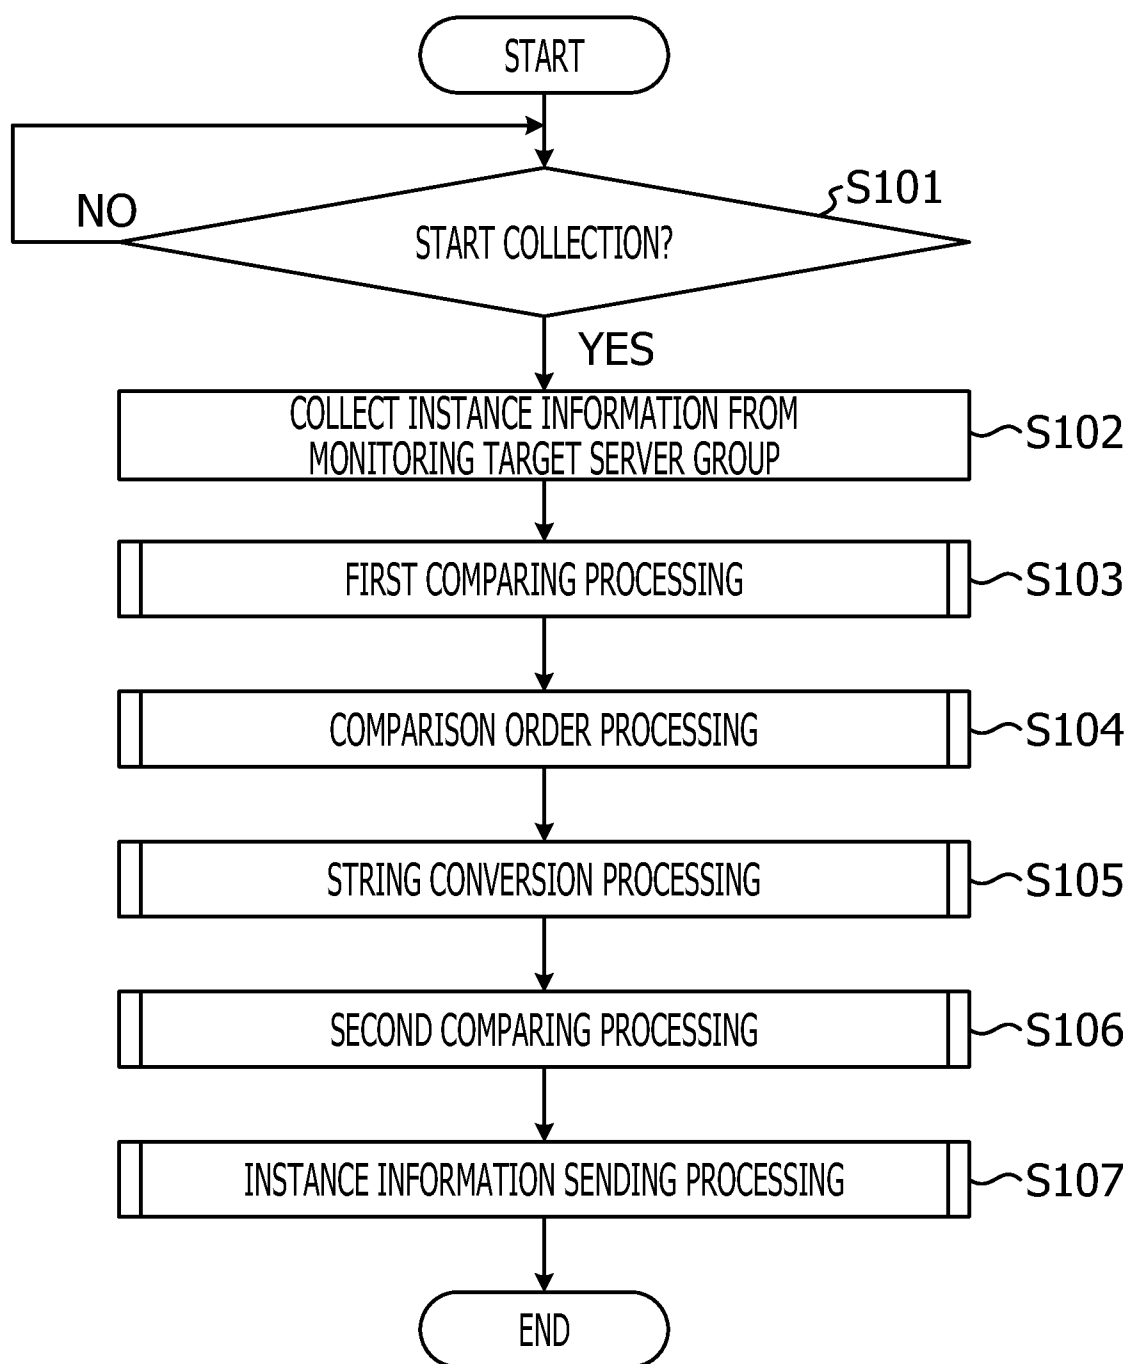 START
S101
NO
START COLLECTION?
YES
COLLECT INSTANCE INFORMATION FROM
MONITORING TARGET SERVER GROUP
S102
FIRST COMPARING PROCESSING
S103
COMPARISON ORDER PROCESSING
S104
STRING CONVERSION PROCESSING
S105
SECOND COMPARING PROCESSING
S106
INSTANCE INFORMATION SENDING PROCESSING
S107
END